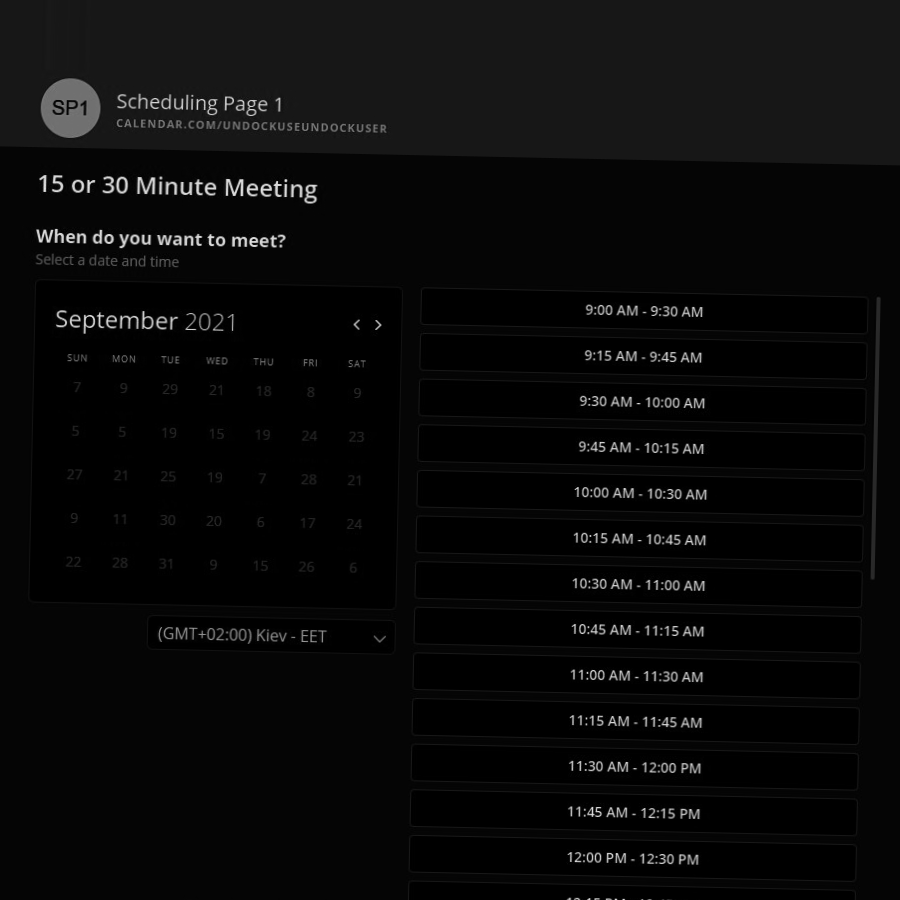 SP1
Scheduling Page 1
CALENDAR.COM/UNDOCKUSEUNDOCKUSER
15 or 30 Minute Meeting
When do you want to meet?
Select a date and time
September 2021
SUN MON TUE WED THU FRI SAT
7 9 29 21 18 8 9
5 5 19 15 19 24 23
27 21 25 19 7 28 21
9 11 30 20 6 17 24
22 28 31 9 15 26 6
(GMT+02:00) Kiev - EET
9:00 AM - 9:30 AM
9:15 AM - 9:45 AM
9:30 AM - 10:00 AM
9:45 AM - 10:15 AM
10:00 AM - 10:30 AM
10:15 AM - 10:45 AM
10:30 AM - 11:00 AM
10:45 AM - 11:15 AM
11:00 AM - 11:30 AM
11:15 AM - 11:45 AM
11:30 AM - 12:00 PM
11:45 AM - 12:15 PM
12:00 PM - 12:30 PM